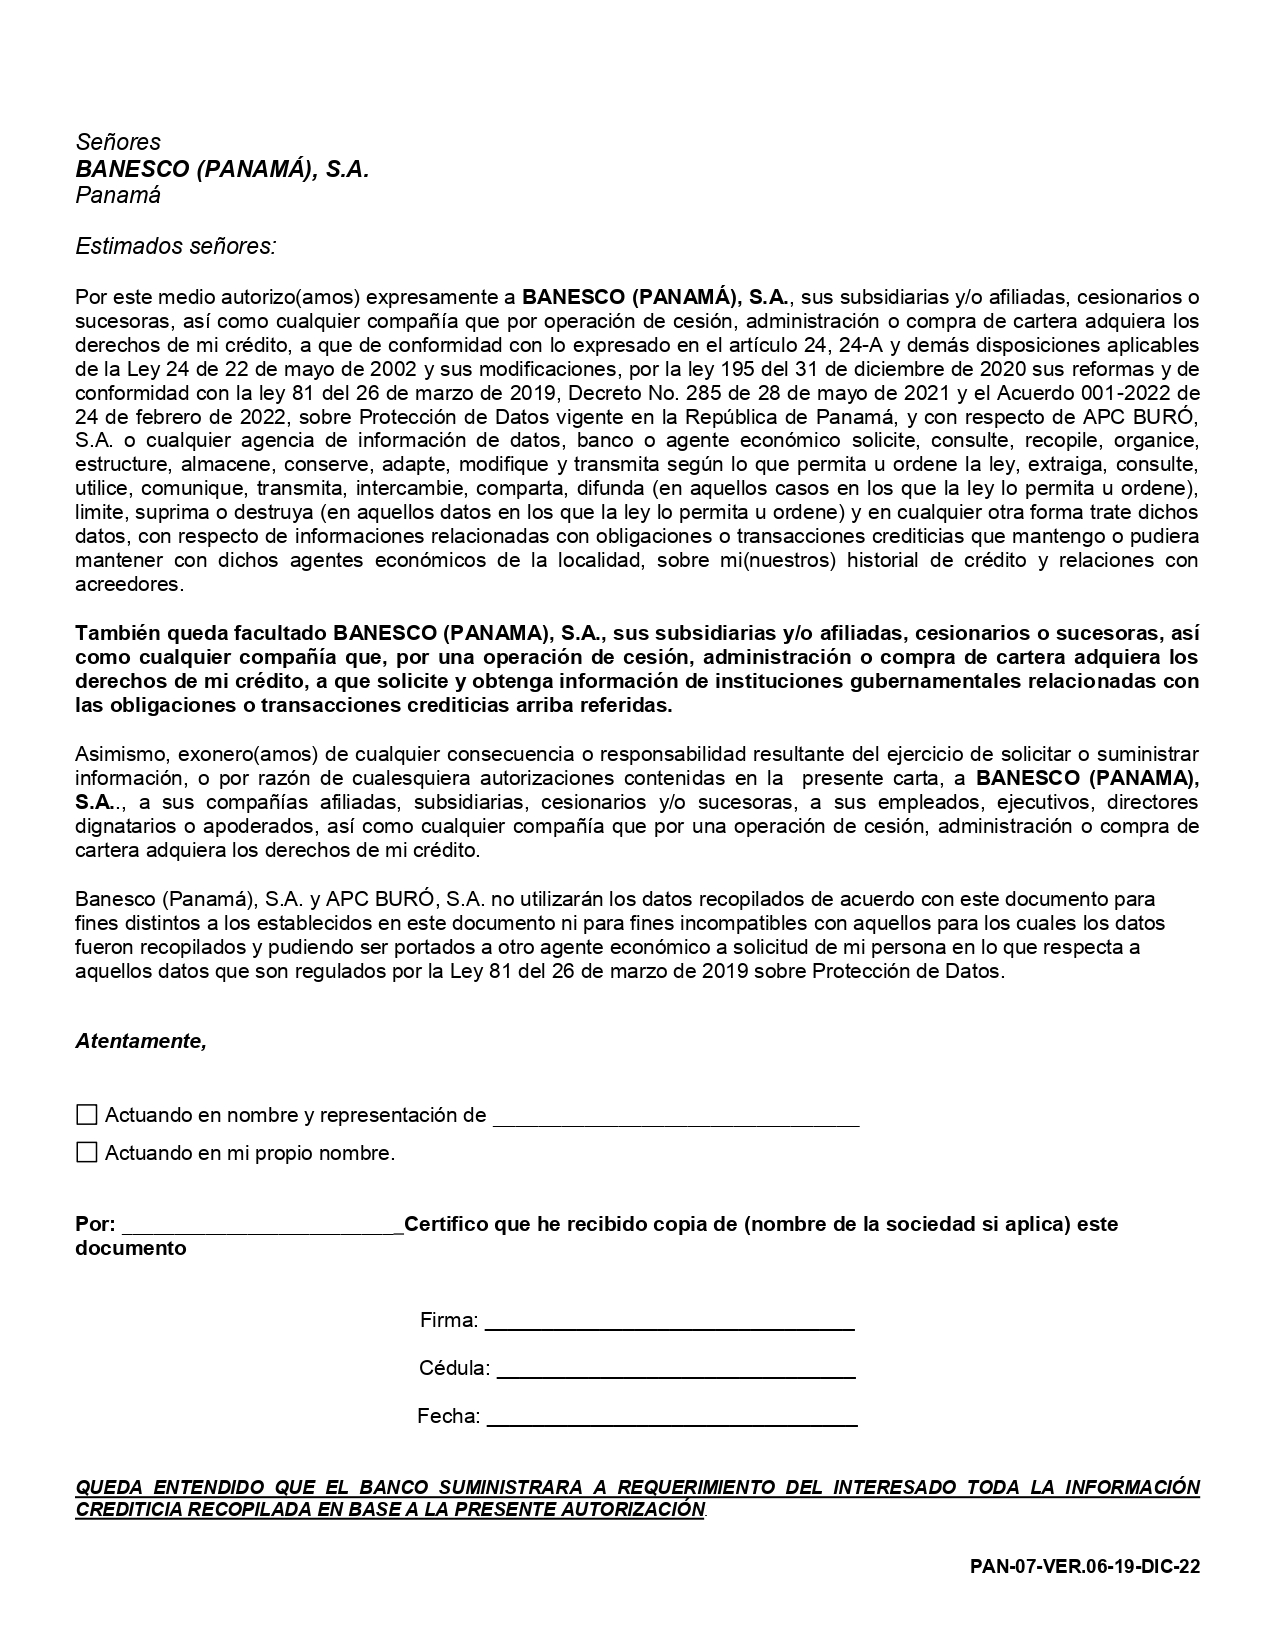 Señores
BANESCO (PANAMÁ), S.A.
Panamá
Estimados señores:
Por este medio autorizo(amos) expresamente a BANESCO (PANAMÁ), S.A., sus subsidiarias y/o afiliadas, cesionarios o
sucesoras, así como cualquier compañía que por operación de cesión, administración o compra de cartera adquiera los
derechos de mi crédito, a que de conformidad con lo expresado en el artículo 24, 24-A y demás disposiciones aplicables
de la Ley 24 de 22 de mayo de 2002 y sus modificaciones, por la ley 195 del 31 de diciembre de 2020 sus reformas y de
conformidad con la ley 81 del 26 de marzo de 2019, Decreto No. 285 de 28 de mayo de 2021 y el Acuerdo 001-2022 de
24 de febrero de 2022, sobre Protección de Datos vigente en la República de Panamá, y con respecto de APC BURÓ,
S.A. o cualquier agencia de información de datos, banco o agente económico solicite, consulte, recopile, organice,
estructure, almacene, conserve, adapte, modifique y transmita según lo que permita u ordene la ley, extraiga, consulte,
utilice, comunique, transmita, intercambie, comparta, difunda (en aquellos casos en los que la ley lo permita u ordene),
limite, suprima o destruya (en aquellos datos en los que la ley lo permita u ordene) y en cualquier otra forma trate dichos
datos, con respecto de informaciones relacionadas con obligaciones o transacciones crediticias que mantengo o pudiera
mantener con dichos agentes económicos de la localidad, sobre mi(nuestros) historial de crédito y relaciones con
acreedores.
También queda facultado BANESCO (PANAMA), S.A., sus subsidiarias y/o afiliadas, cesionarios o sucesoras, así
como cualquier compañía que, por una operación de cesión, administración o compra de cartera adquiera los
derechos de mi crédito, a que solicite y obtenga información de instituciones gubernamentales relacionadas con
las obligaciones o transacciones crediticias arriba referidas.
Asimismo, exonero(amos) de cualquier consecuencia o responsabilidad resultante del ejercicio de solicitar o suministrar
información, o por razón de cualesquiera autorizaciones contenidas en la presente carta, a BANESCO (PANAMA),
S.A.., a sus compañías afiliadas, subsidiarias, cesionarios y/o sucesoras, a sus empleados, ejecutivos, directores
dignatarios o apoderados, así como cualquier compañía que por una operación de cesión, administración o compra de
cartera adquiera los derechos de mi crédito.
Banesco (Panamá), S.A. y APC BURÓ, S.A. no utilizarán los datos recopilados de acuerdo con este documento para
fines distintos a los establecidos en este documento ni para fines incompatibles con aquellos para los cuales los datos
fueron recopilados y pudiendo ser portados a otro agente económico a solicitud de mi persona en lo que respecta a
aquellos datos que son regulados por la Ley 81 del 26 de marzo de 2019 sobre Protección de Datos.
Atentamente,
☐ Actuando en nombre y representación de ________________________________
☐ Actuando en mi propio nombre.
Por: _________________________Certifico que he recibido copia de (nombre de la sociedad si aplica) este
documento
Firma: ________________________________
Cédula: _______________________________
Fecha: ________________________________
QUEDA ENTENDIDO QUE EL BANCO SUMINISTRARA A REQUERIMIENTO DEL INTERESADO TODA LA INFORMACIÓN
CREDITICIA RECOPILADA EN BASE A LA PRESENTE AUTORIZACIÓN.
PAN-07-VER.06-19-DIC-22